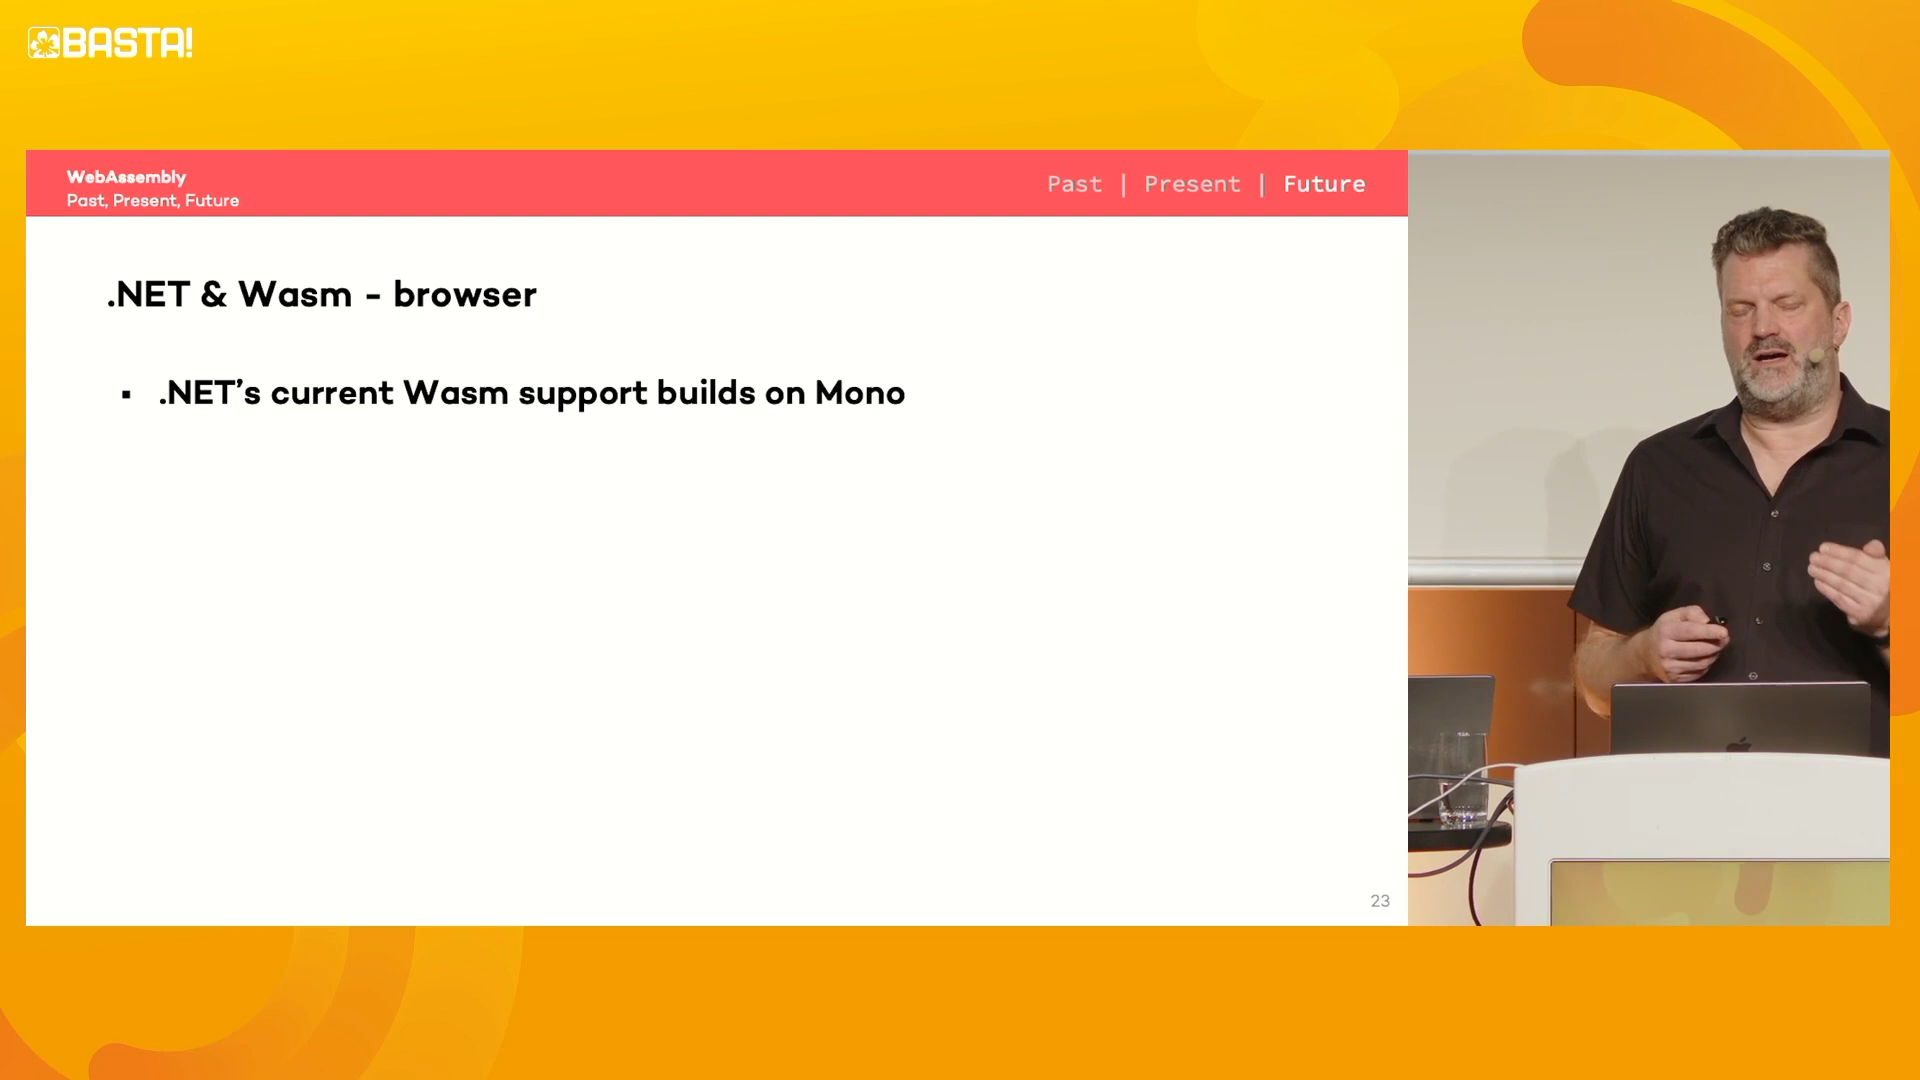 BASTA!
WebAssembly
Past, Present, Future
Past | Present | Future
.NET & Wasm - browser
▪ .NET’s current Wasm support builds on Mono
23